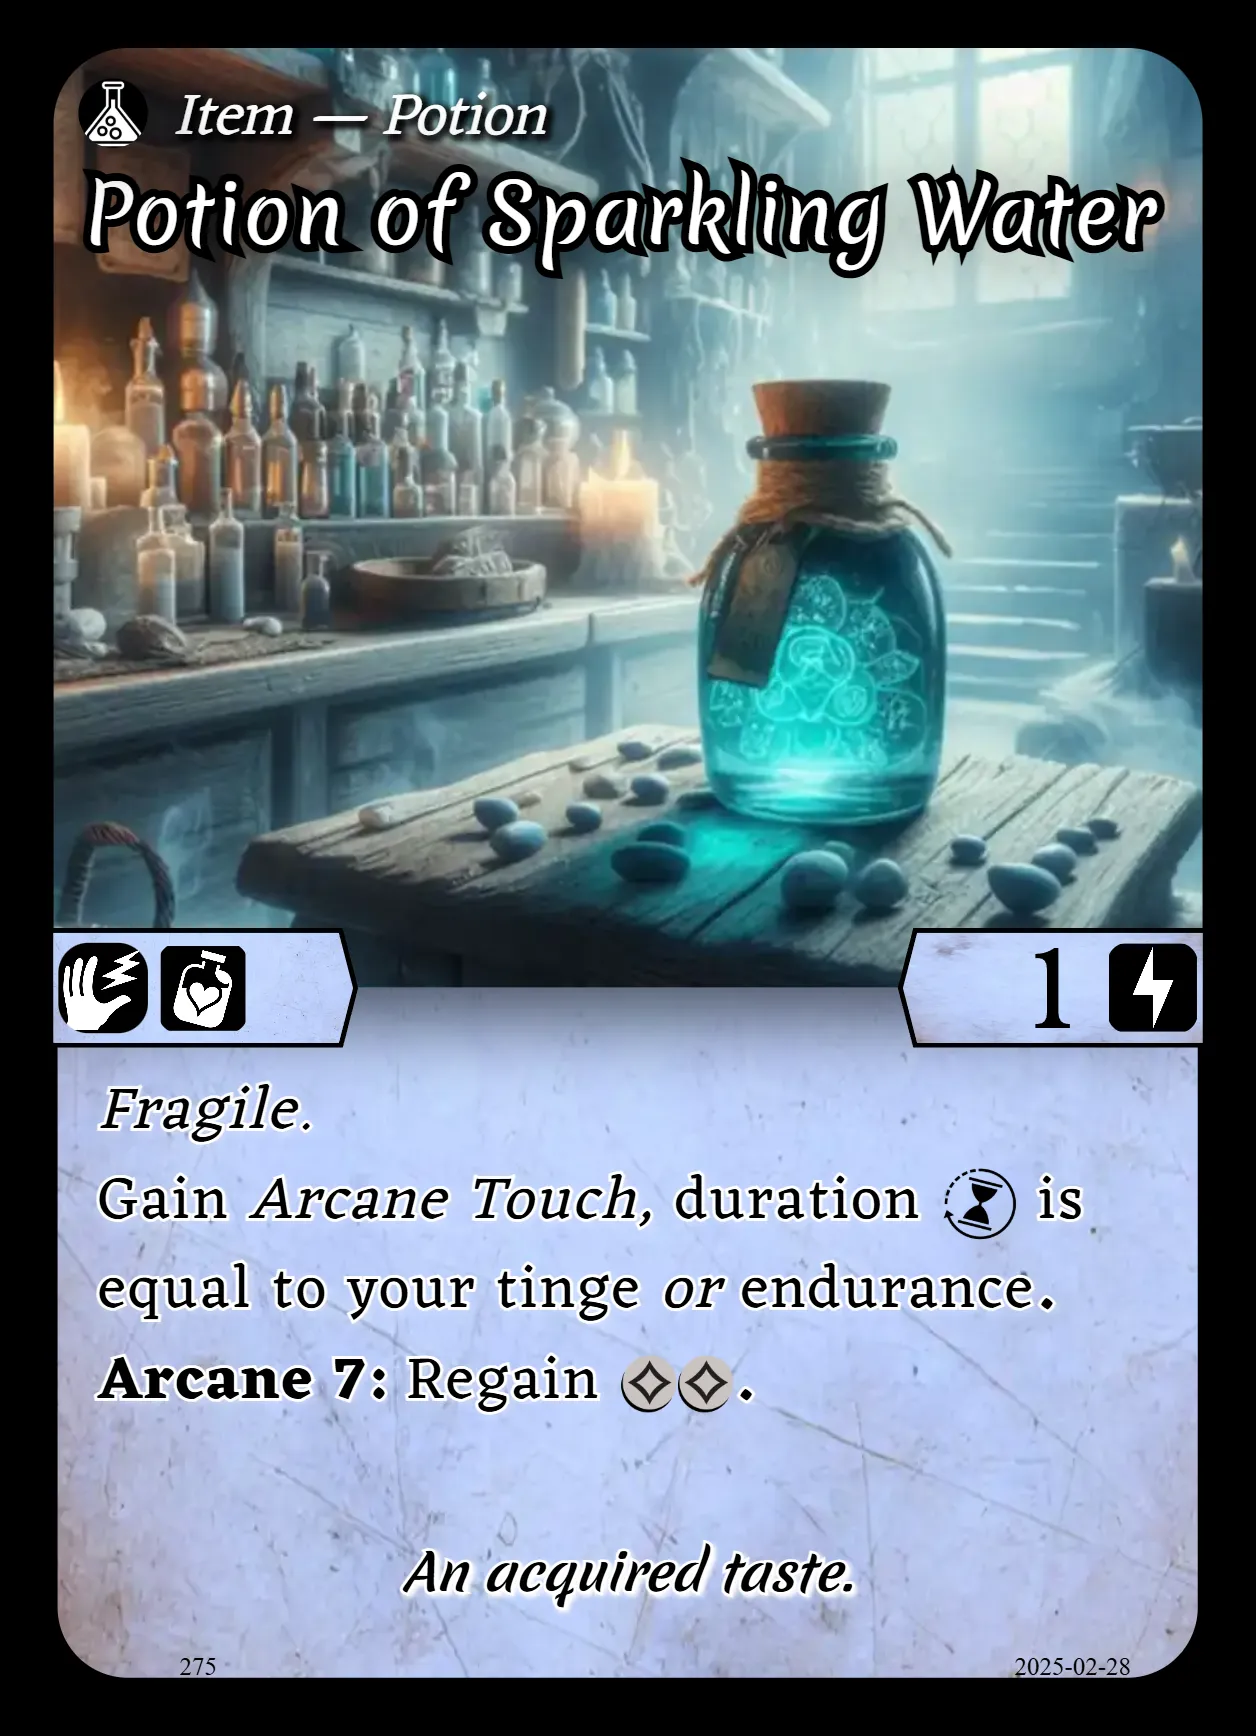 Item — Potion
Potion of Sparkling Water
1
Fragile.
Gain Arcane Touch, duration is
equal to your tinge or endurance.
Arcane 7: Regain .
An acquired taste.
275 2025-02-28